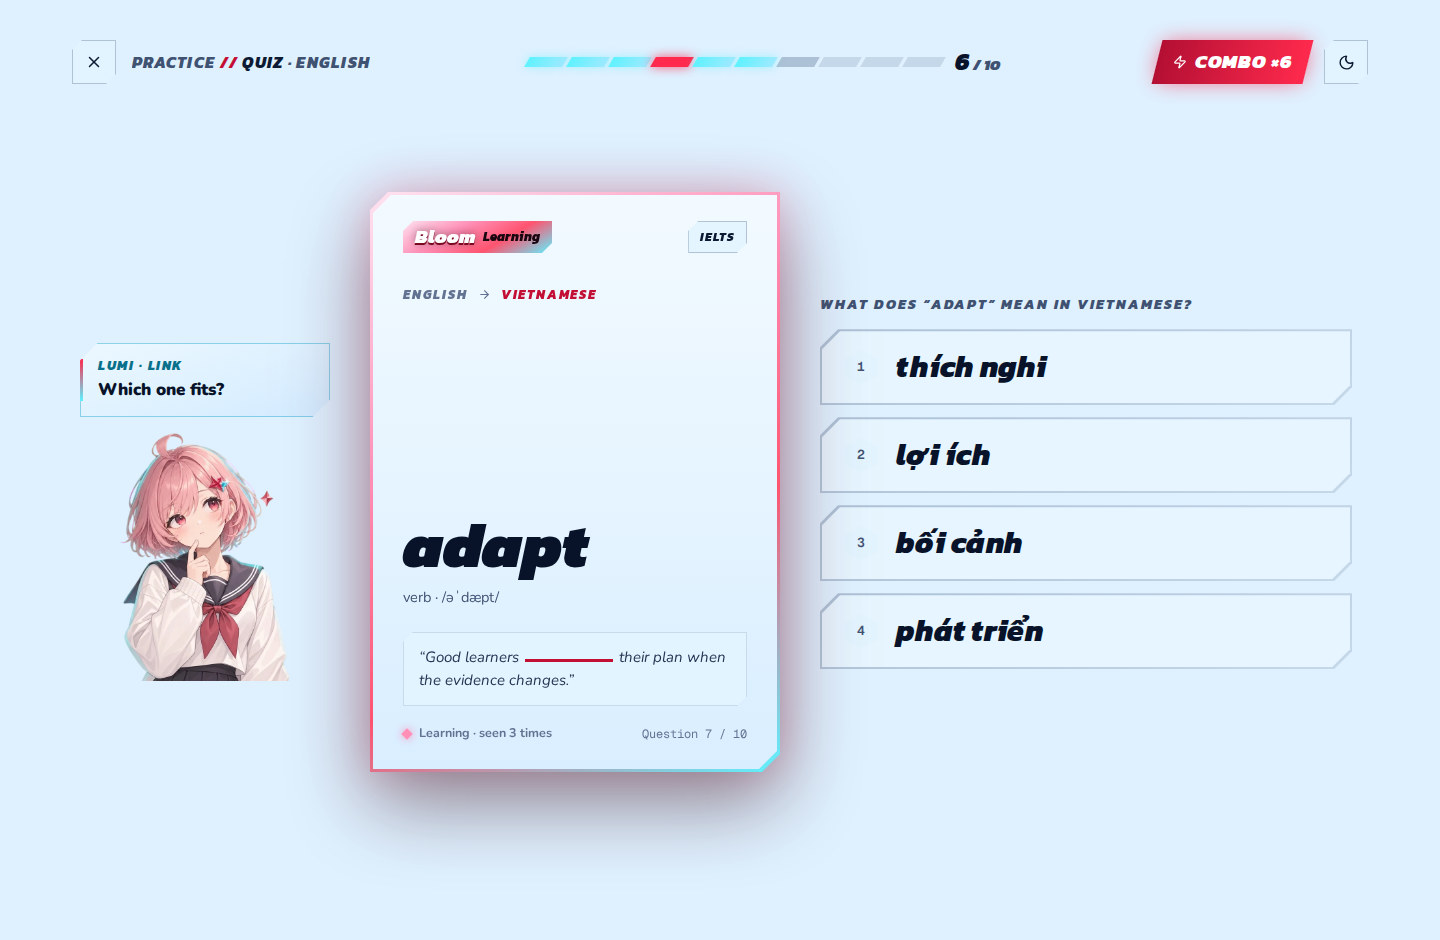 PRACTICE // QUIZ · ENGLISH
6 / 10
COMBO ×6
Bloom Learning
IELTS
ENGLISH → VIETNAMESE
adapt
verb · /əˈdæpt/
“Good learners ______ their plan when
the evidence changes.”
Learning · seen 3 times
Question 7 / 10
LUMI · LINK
Which one fits?
WHAT DOES “ADAPT” MEAN IN VIETNAMESE?
1 thích nghi
2 lợi ích
3 bối cảnh
4 phát triển